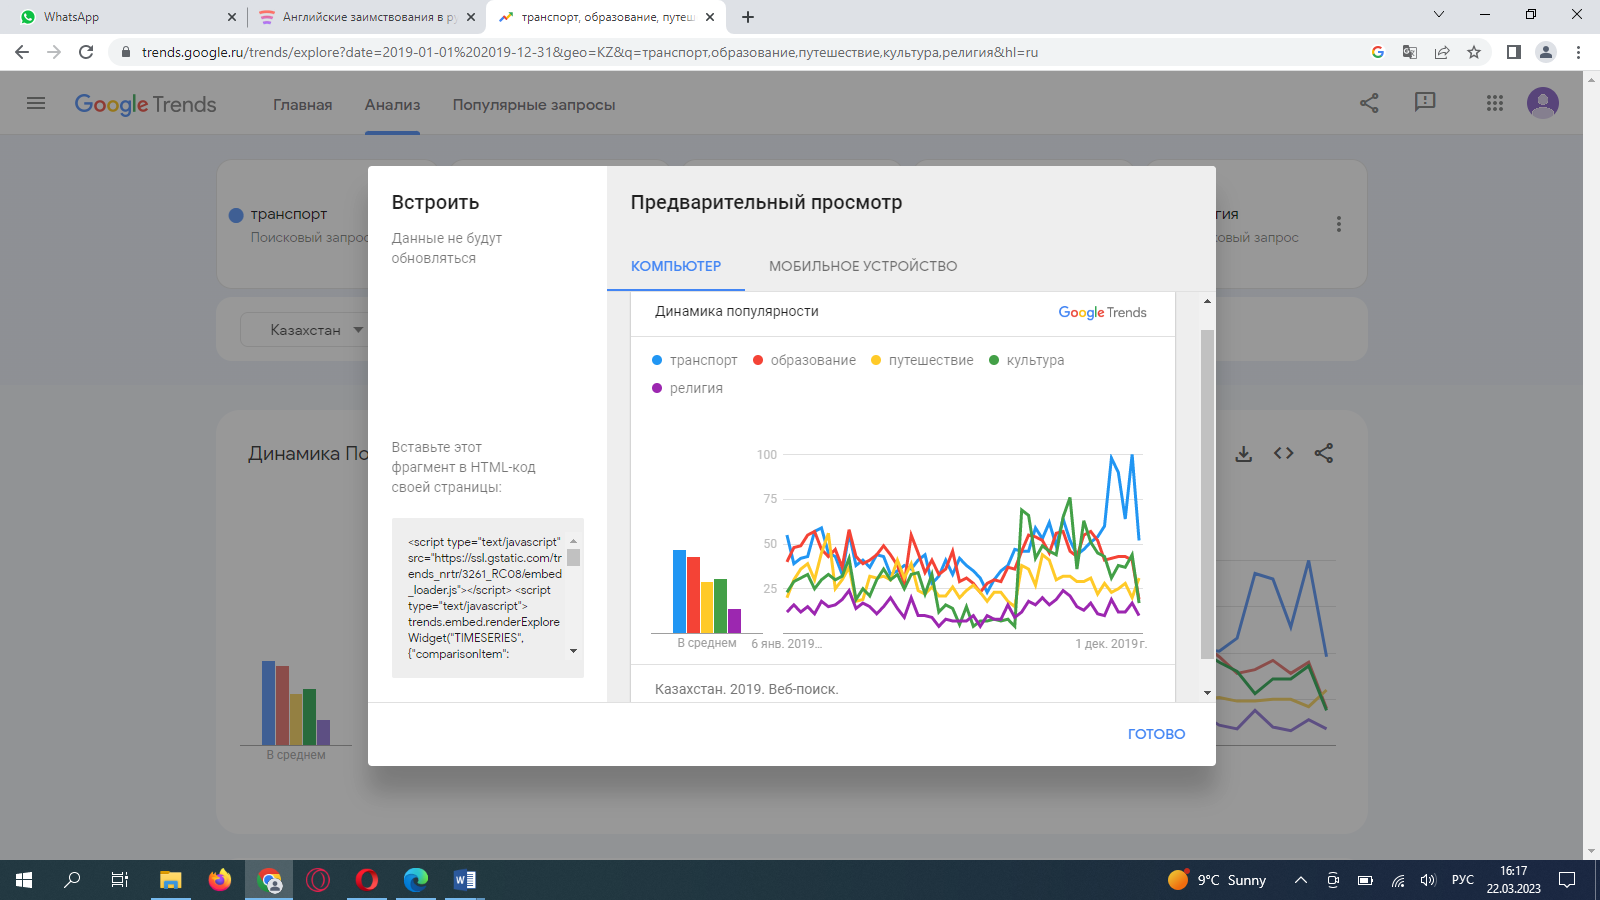 WhatsApp
Английские заимствования в ру
транспорт, образование, путеш
trends.google.ru/trends/explore?date=2019-01-01%202019-12-31&geo=KZ&q=транспорт,образование,путешествие,культура,религия&hl=ru
Google Trends
Главная
Анализ
Популярные запросы
транспорт
Поисковый запрос
гия
ковый запрос
Казахстан
Динамика По
В среднем
Встроить
Данные не будут
обновляться
Вставьте этот
фрагмент в HTML-код
своей страницы:
<script type="text/javascript"
src="https://ssl.gstatic.com/tr
ends_nrtr/3261_RC08/embed
_loader.js"></script> <script
type="text/javascript">
trends.embed.renderExplore
Widget("TIMESERIES",
{"comparisonItem":
Предварительный просмотр
КОМПЬЮТЕР
МОБИЛЬНОЕ УСТРОЙСТВО
Динамика популярности
Google Trends
транспорт
образование
путешествие
культура
религия
100
75
50
25
В среднем
6 янв. 2019…
1 дек. 2019 г.
Казахстан. 2019. Веб-поиск.
ГОТОВО
9°C Sunny
РУС
16:17
22.03.2023